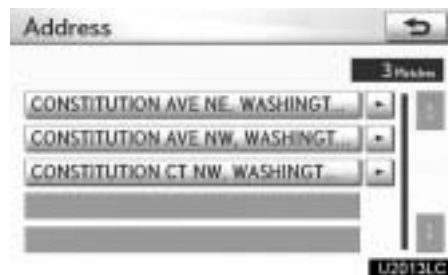 Address
3 Matches
CONSTITUTION AVE NE, WASHINGT...
CONSTITUTION AVE NW, WASHINGT...
CONSTITUTION CT NW, WASHINGT...
U2013LC